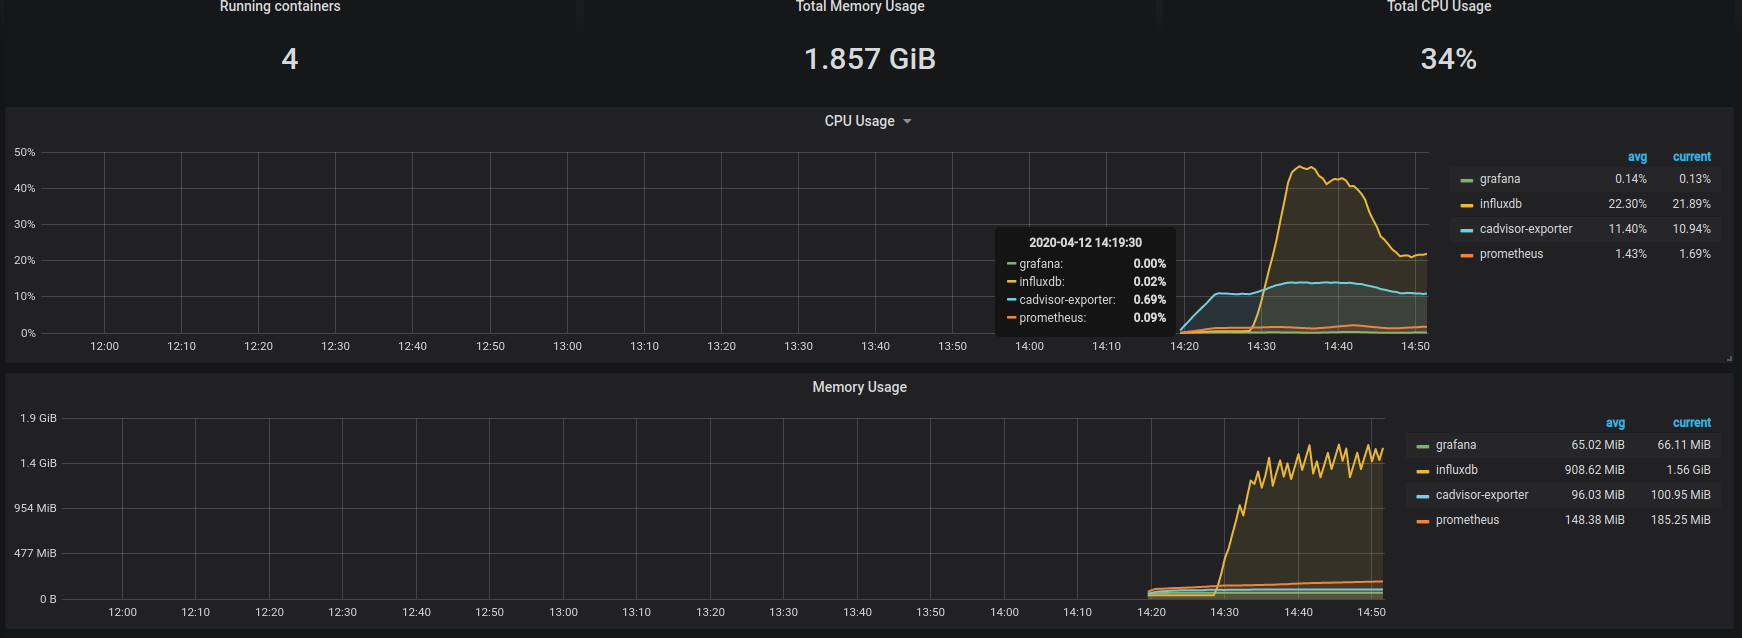 Running containers Total Memory Usage Total CPU Usage
4 1.857 GiB 34%
CPU Usage
50%
40%
30%
20%
10%
0%
12:00 12:10 12:20 12:30 12:40 12:50 13:00 13:10 13:20 13:30 13:40 13:50 14:00 14:10 14:20 14:30 14:40 14:50
2020-04-12 14:19:30
grafana: 0.00%
influxdb: 0.02%
cadvisor-exporter: 0.69%
prometheus: 0.09%
avg current
grafana 0.14% 0.13%
influxdb 22.30% 21.89%
cadvisor-exporter 11.40% 10.94%
prometheus 1.43% 1.69%
Memory Usage
1.9 GiB
1.4 GiB
954 MiB
477 MiB
0 B
12:00 12:10 12:20 12:30 12:40 12:50 13:00 13:10 13:20 13:30 13:40 13:50 14:00 14:10 14:20 14:30 14:40 14:50
avg current
grafana 65.02 MiB 66.11 MiB
influxdb 908.62 MiB 1.56 GiB
cadvisor-exporter 96.03 MiB 100.95 MiB
prometheus 148.38 MiB 185.25 MiB